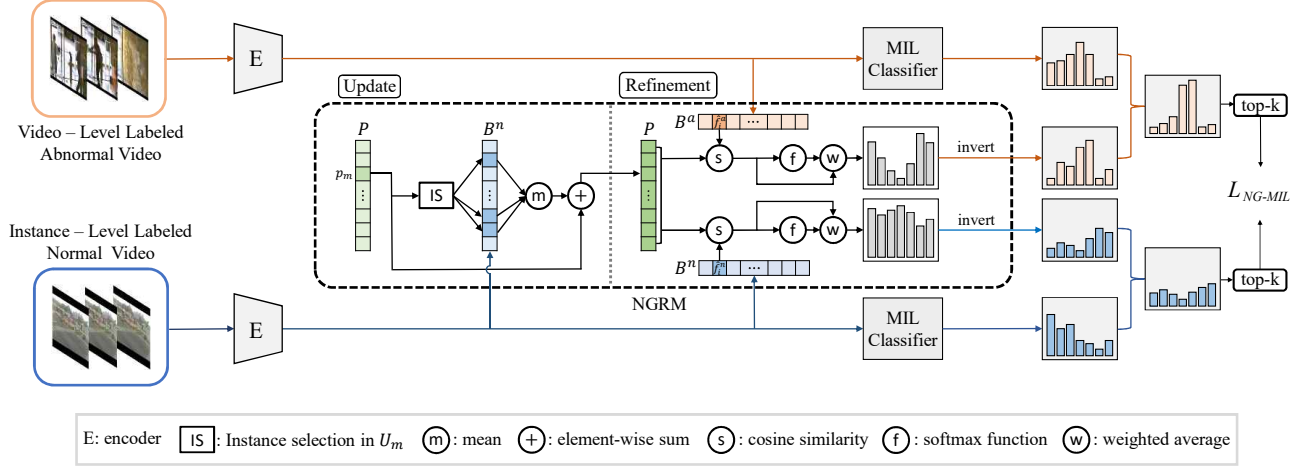 Video – Level Labeled
Abnormal Video
E
MIL
Classifier
top-k
Update
Refinement
P
p_m
IS
B^n
m
+
P
B^a
f̂_i^a
...
s
f
w
invert
L_NG-MIL
Instance – Level Labeled
Normal Video
s
f
w
invert
B^n
f̂_i^n
...
NGRM
E
MIL
Classifier
top-k
E: encoder IS : Instance selection in U_m m : mean + : element-wise sum s : cosine similarity f : softmax function w : weighted average